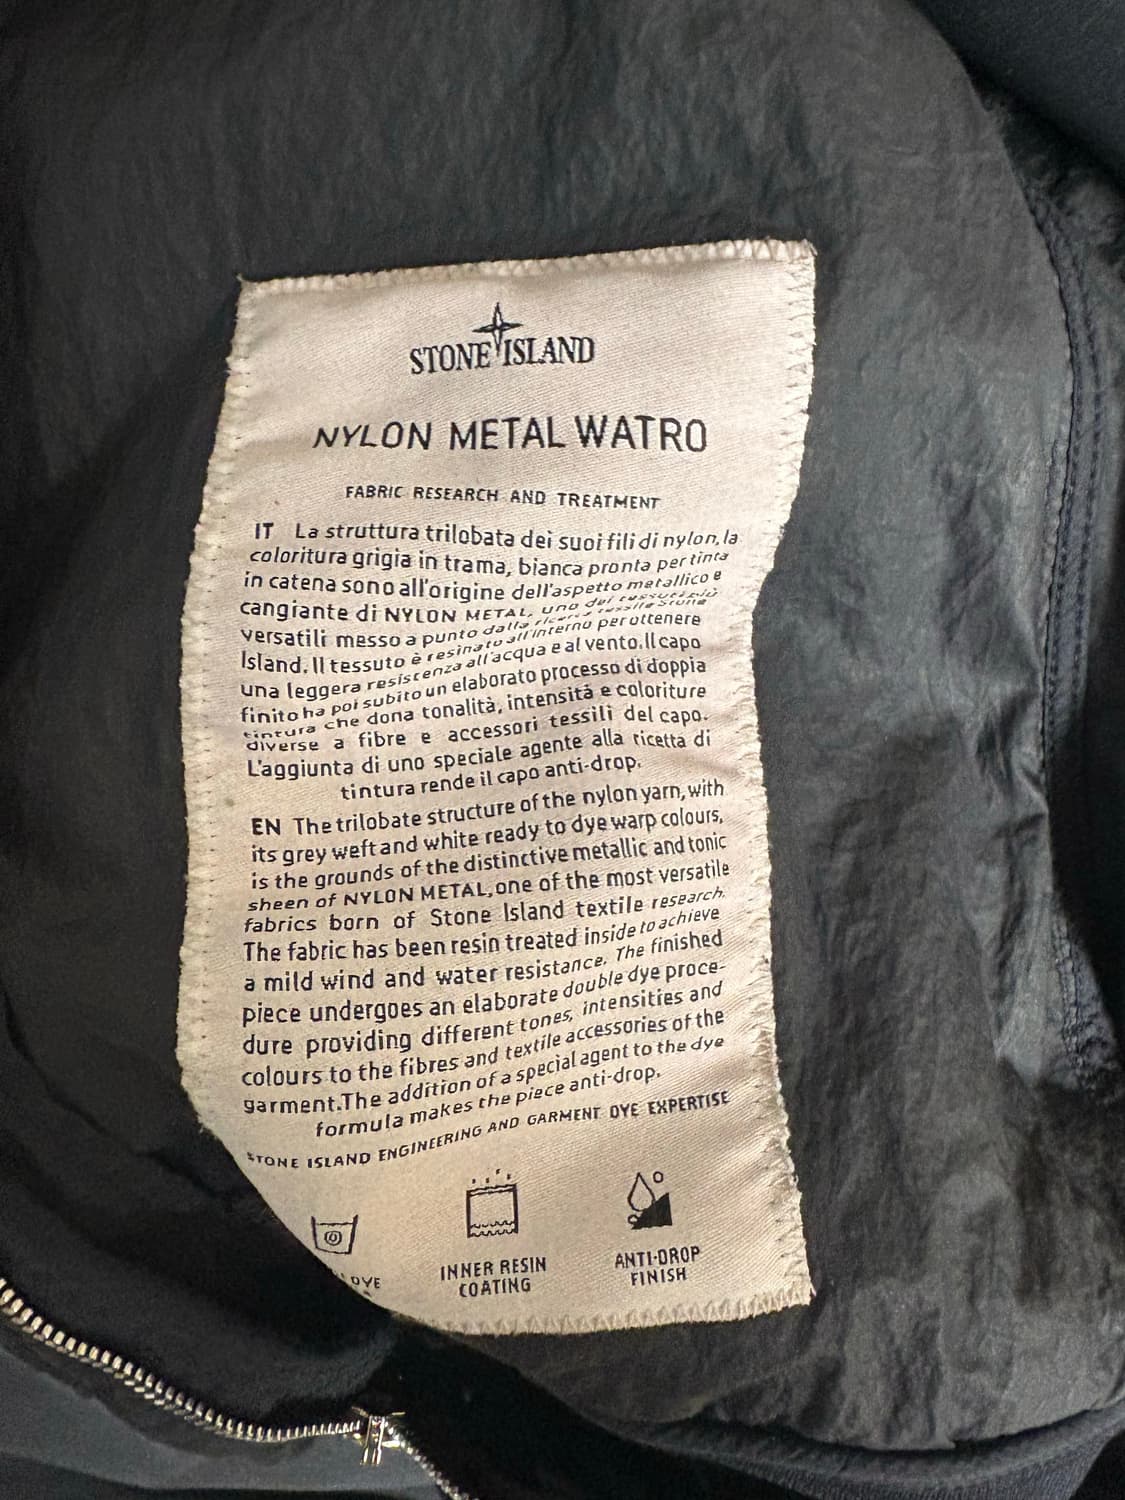 STONE ISLAND
NYLON METAL WATRO
FABRIC RESEARCH AND TREATMENT
IT La struttura trilobata dei suoi fili di nylon, la
coloritura grigia in trama, bianca pronta per tinta
in catena sono all'origine dell'aspetto metallico e
cangiante di NYLON METAL, uno dei tessuti più
versatili messo a punto dalla ricerca tessile Stone
Island. Il tessuto è resinato all'interno per ottenere
una leggera resistenza all'acqua e al vento. Il capo
finito ha poi subito un elaborato processo di doppia
tintura che dona tonalità, intensità e coloriture
diverse a fibre e accessori tessili del capo.
L'aggiunta di uno speciale agente alla ricetta di
tintura rende il capo anti-drop.
EN The trilobate structure of the nylon yarn, with
its grey weft and white ready to dye warp colours,
is the grounds of the distinctive metallic and tonic
sheen of NYLON METAL, one of the most versatile
fabrics born of Stone Island textile research.
The fabric has been resin treated inside to achieve
a mild wind and water resistance. The finished
piece undergoes an elaborate double dye proce-
dure providing different tones, intensities and
colours to the fibres and textile accessories of the
garment.The addition of a special agent to the dye
formula makes the piece anti-drop.
STONE ISLAND ENGINEERING AND GARMENT DYE EXPERTISE
DYE
INNER RESIN
COATING
ANTI-DROP
FINISH